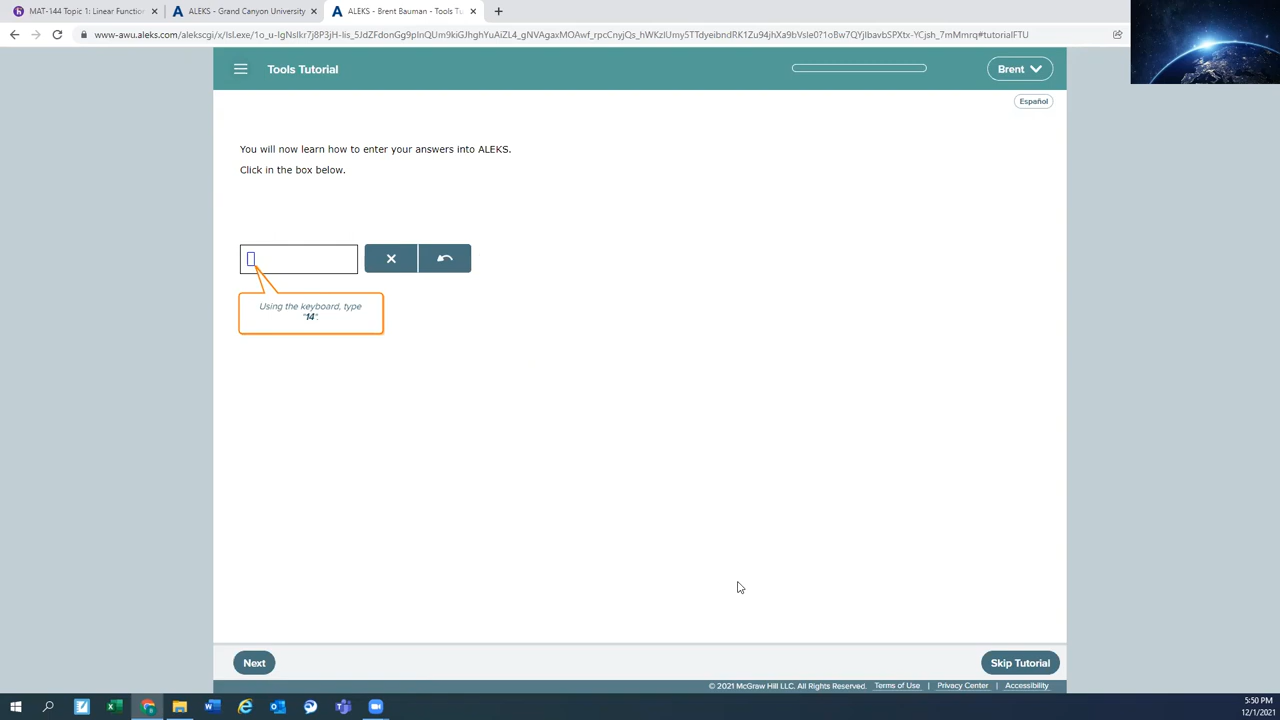 MAT-144 Topic 1: Linear Functio
ALEKS - Grand Canyon University
ALEKS - Brent Bauman - Tools Tu
Tools Tutorial
Brent
Español
You will now learn how to enter your answers into ALEKS.
Click in the box below.
Using the keyboard, type
"14".
Next
Skip Tutorial
© 2021 McGraw Hill LLC. All Rights Reserved. Terms of Use | Privacy Center | Accessibility
5:50 PM
12/1/2021